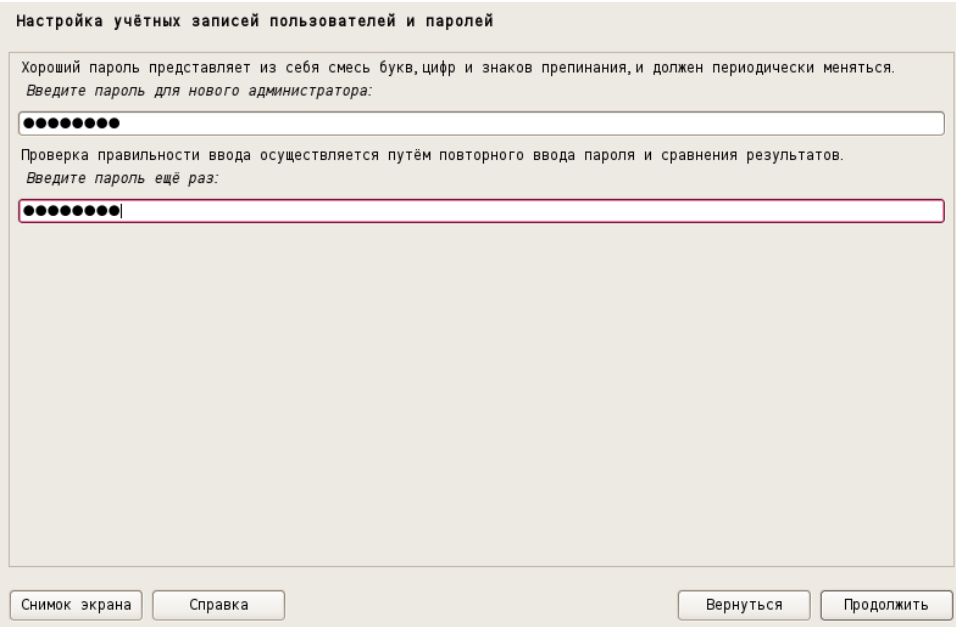 Настройка учётных записей пользователей и паролей
Хороший пароль представляет из себя смесь букв, цифр и знаков препинания, и должен периодически меняться.
Введите пароль для нового администратора:
●●●●●●●●
Проверка правильности ввода осуществляется путём повторного ввода пароля и сравнения результатов.
Введите пароль ещё раз:
●●●●●●●●
Снимок экрана Справка Вернуться Продолжить